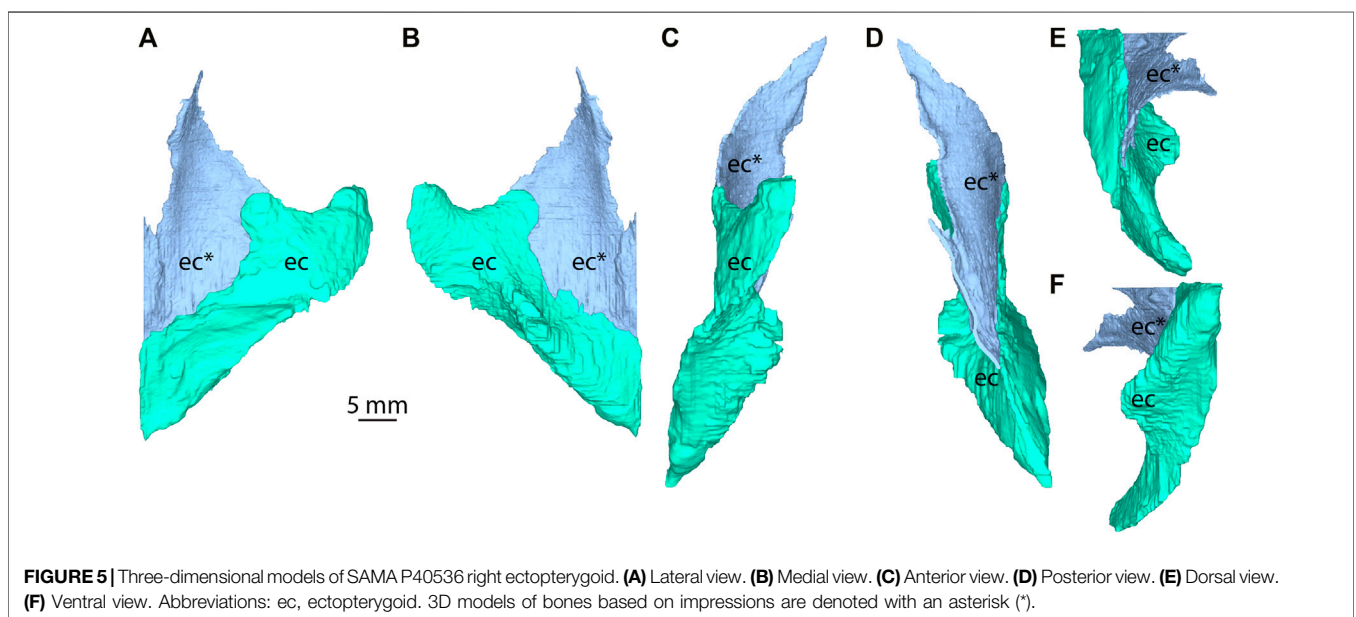 A B C D E
ec*
ec*
ec*
ec*
ec
ec* ec ec ec*
ec
F
ec*
ec
ec
5 mm
FIGURE 5 | Three-dimensional models of SAMA P40536 right ectopterygoid. (A) Lateral view. (B) Medial view. (C) Anterior view. (D) Posterior view. (E) Dorsal view.
(F) Ventral view. Abbreviations: ec, ectopterygoid. 3D models of bones based on impressions are denoted with an asterisk (*).